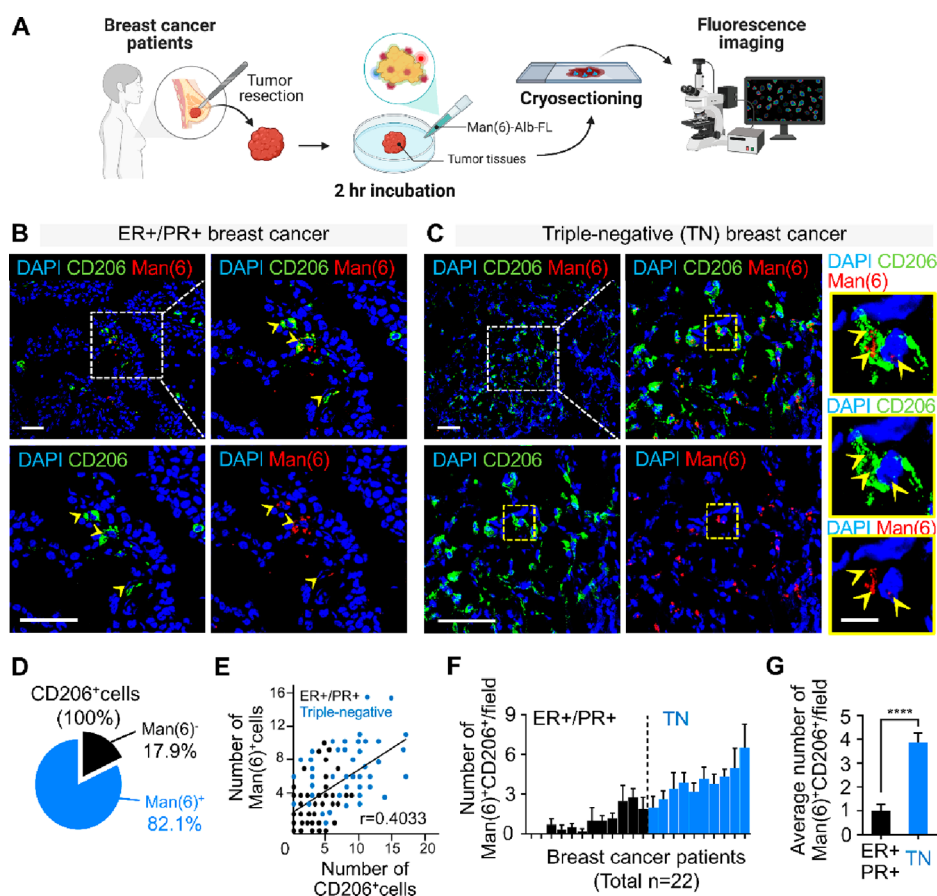 A
Breast cancer
patients
Tumor
resection
Man(6)-Alb-FL
Tumor tissues
2 hr incubation
Cryosectioning
Fluorescence
imaging
B
ER+/PR+ breast cancer
DAPI CD206 Man(6)
DAPI CD206 Man(6)
DAPI CD206
DAPI Man(6)
C
Triple-negative (TN) breast cancer
DAPI CD206 Man(6)
DAPI CD206 Man(6)
DAPI CD206
DAPI Man(6)
DAPI CD206
Man(6)
DAPI CD206
DAPI Man(6)
D
CD206⁺cells
(100%)
Man(6)⁻
17.9%
Man(6)⁺
82.1%
E
Number of
Man(6)⁺cells
16
12
8
4
0
ER+/PR+
Triple-negative
r=0.4033
0 5 10 15 20
Number of
CD206⁺cells
F
Number of
Man(6)⁺CD206⁺/field
9
6
3
0
ER+/PR+
TN
Breast cancer patients
(Total n=22)
G
Average number of
Man(6)⁺CD206⁺/field
5
4
3
2
1
0
****
ER+
PR+
TN